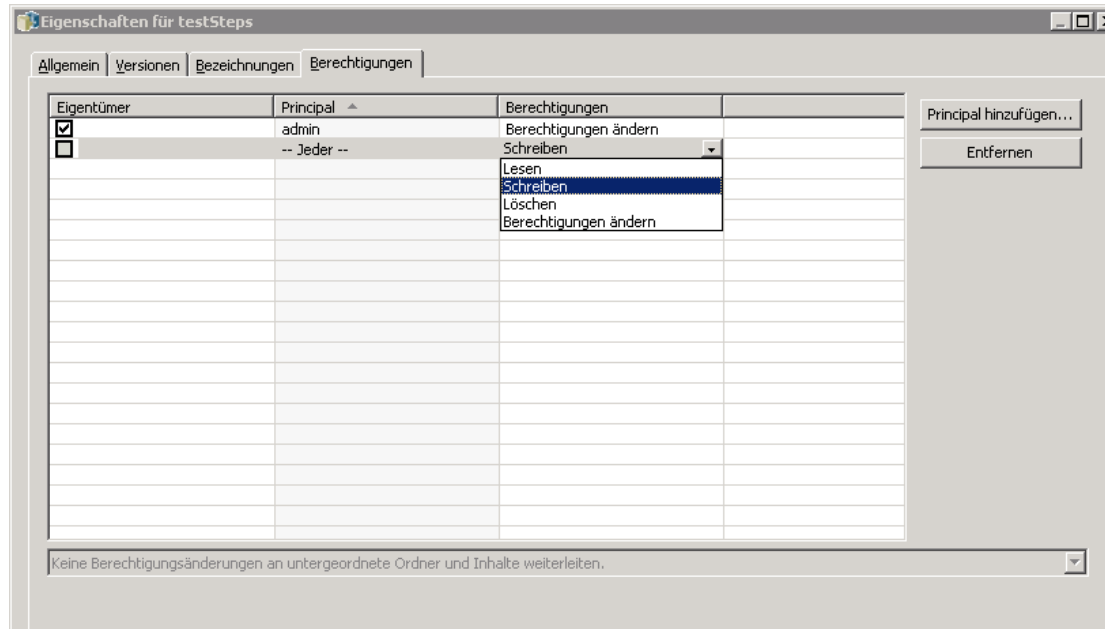 Eigenschaften für testSteps
Allgemein Versionen Bezeichnungen Berechtigungen
Eigentümer Principal Berechtigungen
admin Berechtigungen ändern
-- Jeder -- Schreiben
Lesen
Schreiben
Löschen
Berechtigungen ändern
Principal hinzufügen...
Entfernen
Keine Berechtigungsänderungen an untergeordnete Ordner und Inhalte weiterleiten.